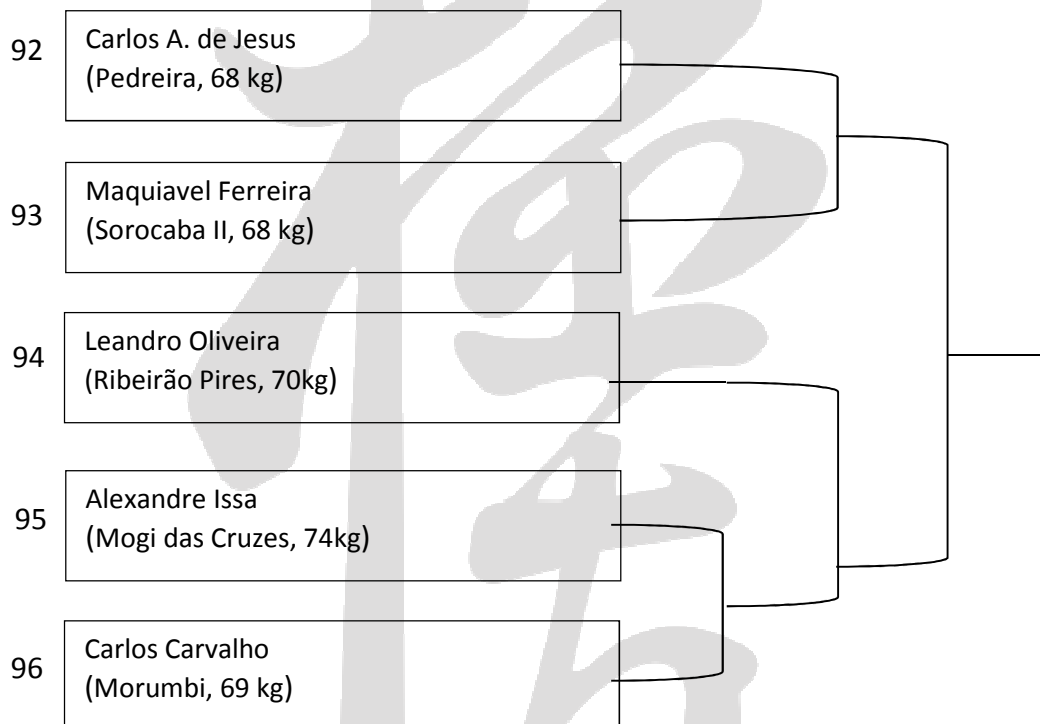 92
Carlos A. de Jesus
(Pedreira, 68 kg)
93
Maquiavel Ferreira
(Sorocaba II, 68 kg)
94
Leandro Oliveira
(Ribeirão Pires, 70kg)
95
Alexandre Issa
(Mogi das Cruzes, 74kg)
96
Carlos Carvalho
(Morumbi, 69 kg)